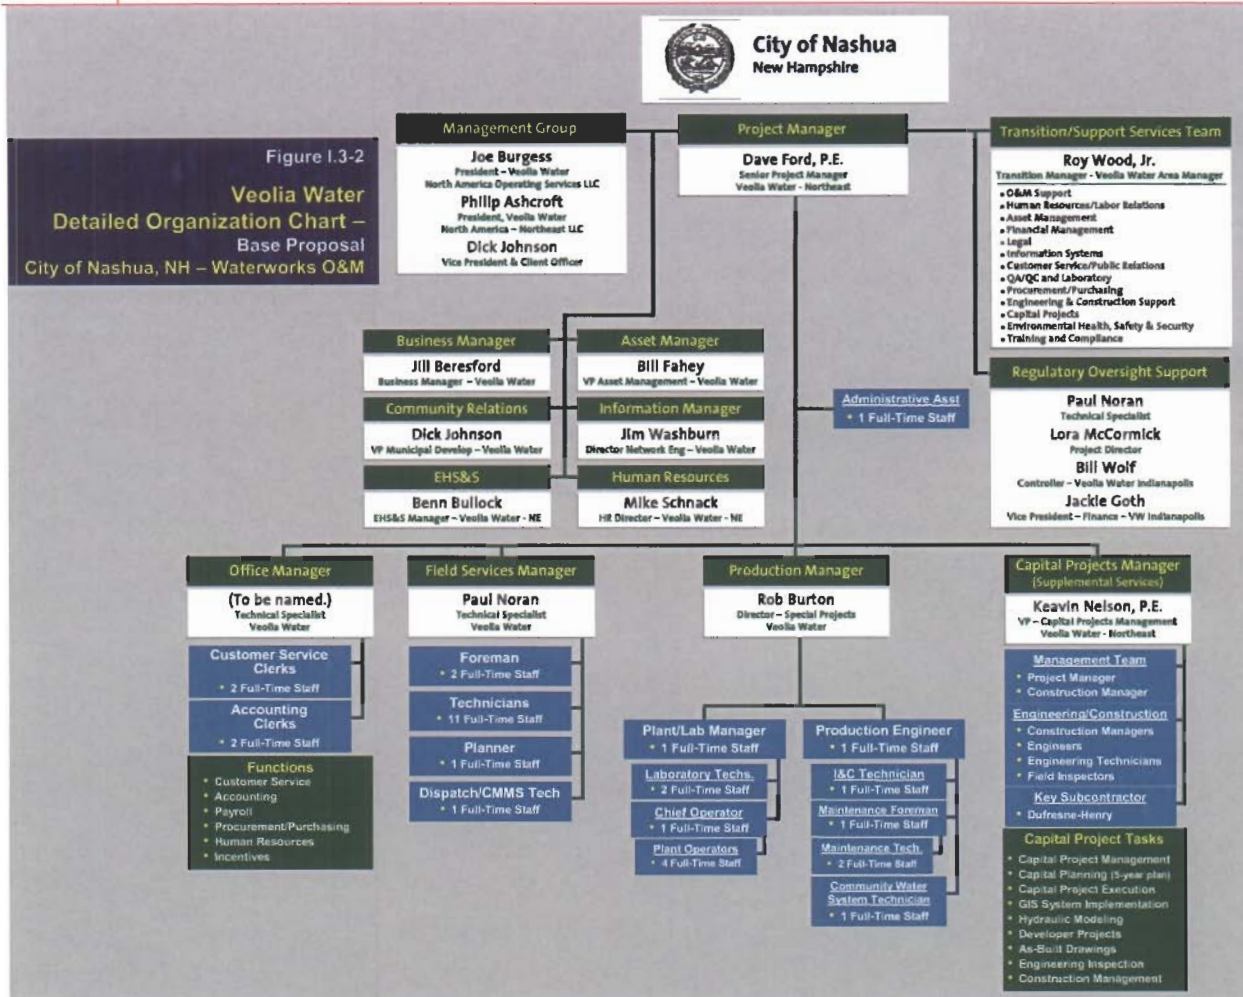 City of Nashua
New Hampshire
Figure I.3-2
Veolia Water
Detailed Organization Chart –
Base Proposal
City of Nashua, NH – Waterworks O&M
Management Group
Joe Burgess
President – Veolia Water
North America Operating Services LLC
Philip Ashcroft
President, Veolia Water
North America – Northeast LLC
Dick Johnson
Vice President & Client Officer
Project Manager
Dave Ford, P.E.
Senior Project Manager
Veolia Water - Northeast
Transition/Support Services Team
Roy Wood, Jr.
Transition Manager - Veolia Water Area Manager
• O&M Support
• Human Resources/Labor Relations
• Asset Management
• Financial Management
• Legal
• Information Systems
• Customer Service/Public Relations
• QA/QC and Laboratory
• Procurement/Purchasing
• Engineering & Construction Support
• Capital Projects
• Environmental Health, Safety & Security
• Training and Compliance
Business Manager
Jill Beresford
Business Manager – Veolia Water
Asset Manager
Bill Fahey
VP Asset Management – Veolia Water
Community Relations
Dick Johnson
VP Municipal Develop – Veolia Water
Information Manager
Jim Washburn
Director Network Eng – Veolia Water
EHS&S
Benn Bullock
EHS&S Manager – Veolia Water - NE
Human Resources
Mike Schnack
HR Director – Veolia Water - NE
Administrative Asst
• 1 Full-Time Staff
Regulatory Oversight Support
Paul Noran
Technical Specialist
Lora McCormick
Project Director
Bill Wolf
Controller – Veolia Water Indianapolis
Jackie Goth
Vice President – Finance – VW Indianapolis
Office Manager
(To be named.)
Technical Specialist
Veolia Water
Customer Service
Clerks
• 2 Full-Time Staff
Accounting
Clerks
• 2 Full-Time Staff
Functions
• Customer Service
• Accounting
• Payroll
• Procurement/Purchasing
• Human Resources
• Incentives
Field Services Manager
Paul Noran
Technical Specialist
Veolia Water
Foreman
• 2 Full-Time Staff
Technicians
• 11 Full-Time Staff
Planner
• 1 Full-Time Staff
Dispatch/CMMS Tech
• 1 Full-Time Staff
Production Manager
Rob Burton
Director – Special Projects
Veolia Water
Plant/Lab Manager
• 1 Full-Time Staff
Laboratory Techs.
• 2 Full-Time Staff
Chief Operator
• 1 Full-Time Staff
Plant Operators
• 4 Full-Time Staff
Production Engineer
• 1 Full-Time Staff
I&C Technician
• 1 Full-Time Staff
Maintenance Foreman
• 1 Full-Time Staff
Maintenance Tech.
• 2 Full-Time Staff
Community Water
System Technician
• 1 Full-Time Staff
Capital Projects Manager
(Supplemental Services)
Keavin Nelson, P.E.
VP – Capital Projects Management
Veolia Water - Northeast
Management Team
• Project Manager
• Construction Manager
Engineering/Construction
• Construction Managers
• Engineers
• Engineering Technicians
• Field Inspectors
Key Subcontractor
• Dufresne-Henry
Capital Project Tasks
• Capital Project Management
• Capital Planning (5-year plan)
• Capital Project Execution
• GIS System Implementation
• Hydraulic Modeling
• Developer Projects
• As-Built Drawings
• Engineering Inspection
• Construction Management